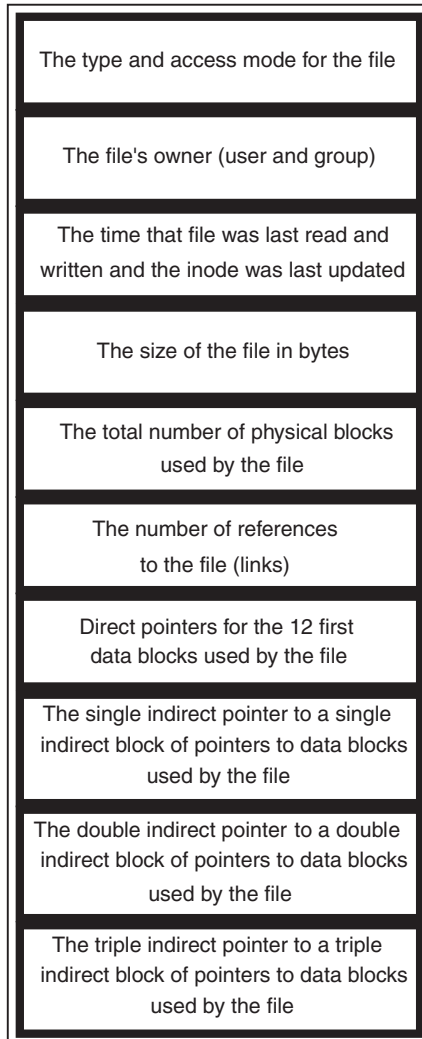 The type and access mode for the file
The file's owner (user and group)
The time that file was last read and
written and the inode was last updated
The size of the file in bytes
The total number of physical blocks
used by the file
The number of references
to the file (links)
Direct pointers for the 12 first
data blocks used by the file
The single indirect pointer to a single
indirect block of pointers to data blocks
used by the file
The double indirect pointer to a double
indirect block of pointers to data blocks
used by the file
The triple indirect pointer to a triple
indirect block of pointers to data blocks
used by the file